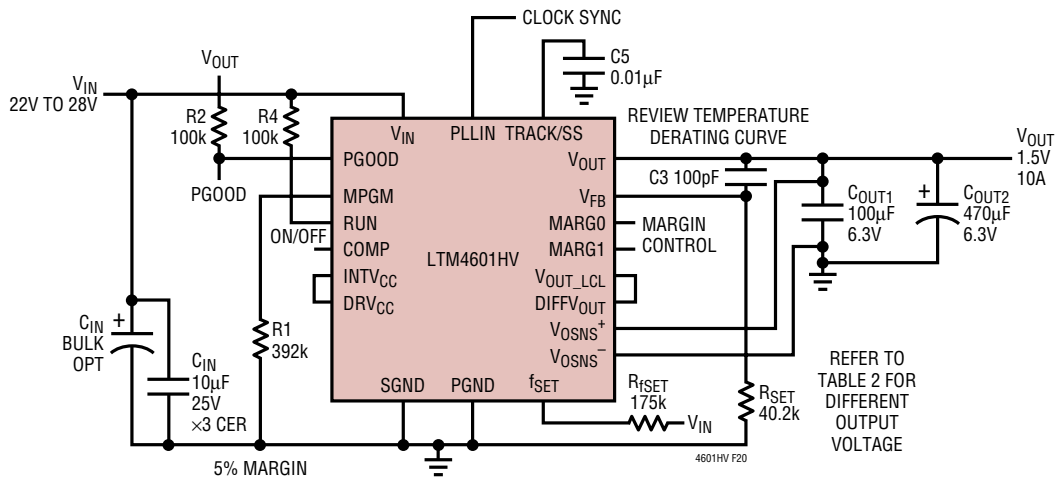 CLOCK SYNC
C5
0.01µF
VOUT
VIN
22V TO 28V
R2
100k
R4
100k
REVIEW TEMPERATURE
DERATING CURVE
VIN
PLLIN
TRACK/SS
PGOOD
VOUT
VOUT
1.5V
10A
PGOOD
MPGM
C3 100pF
VFB
COUT1
100µF
6.3V
+
COUT2
470µF
6.3V
RUN
ON/OFF
MARG0
MARGIN
CONTROL
COMP
MARG1
LTM4601HV
INTVCC
VOUT_LCL
DRVCC
DIFFVOUT
VOSNS+
VOSNS–
CIN
BULK
OPT
+
R1
392k
CIN
10µF
25V
×3 CER
SGND
PGND
fSET
RfSET
175k
VIN
RSET
40.2k
REFER TO
TABLE 2 FOR
DIFFERENT
OUTPUT
VOLTAGE
5% MARGIN
4601HV F20